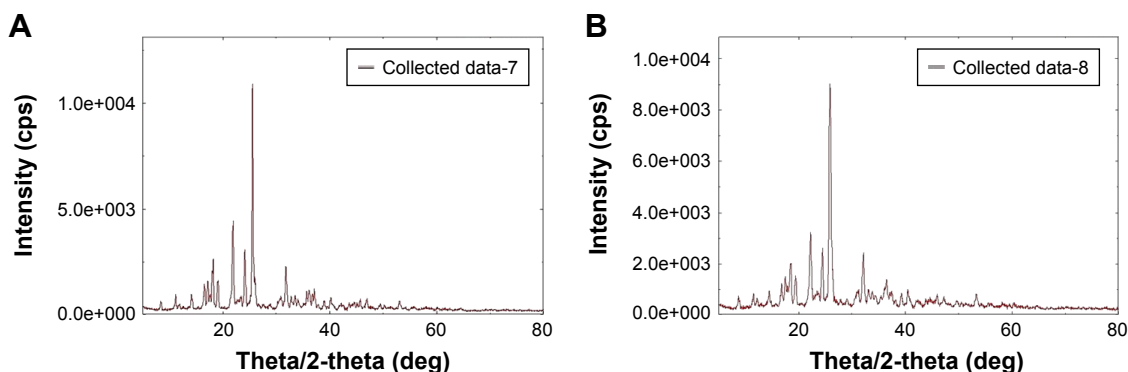 A
Intensity (cps)
1.0e+004
5.0e+003
0.0e+000
Collected data-7
20
40
60
80
Theta/2-theta (deg)
B
Intensity (cps)
1.0e+004
8.0e+003
6.0e+003
4.0e+003
2.0e+003
0.0e+000
Collected data-8
20
40
60
80
Theta/2-theta (deg)